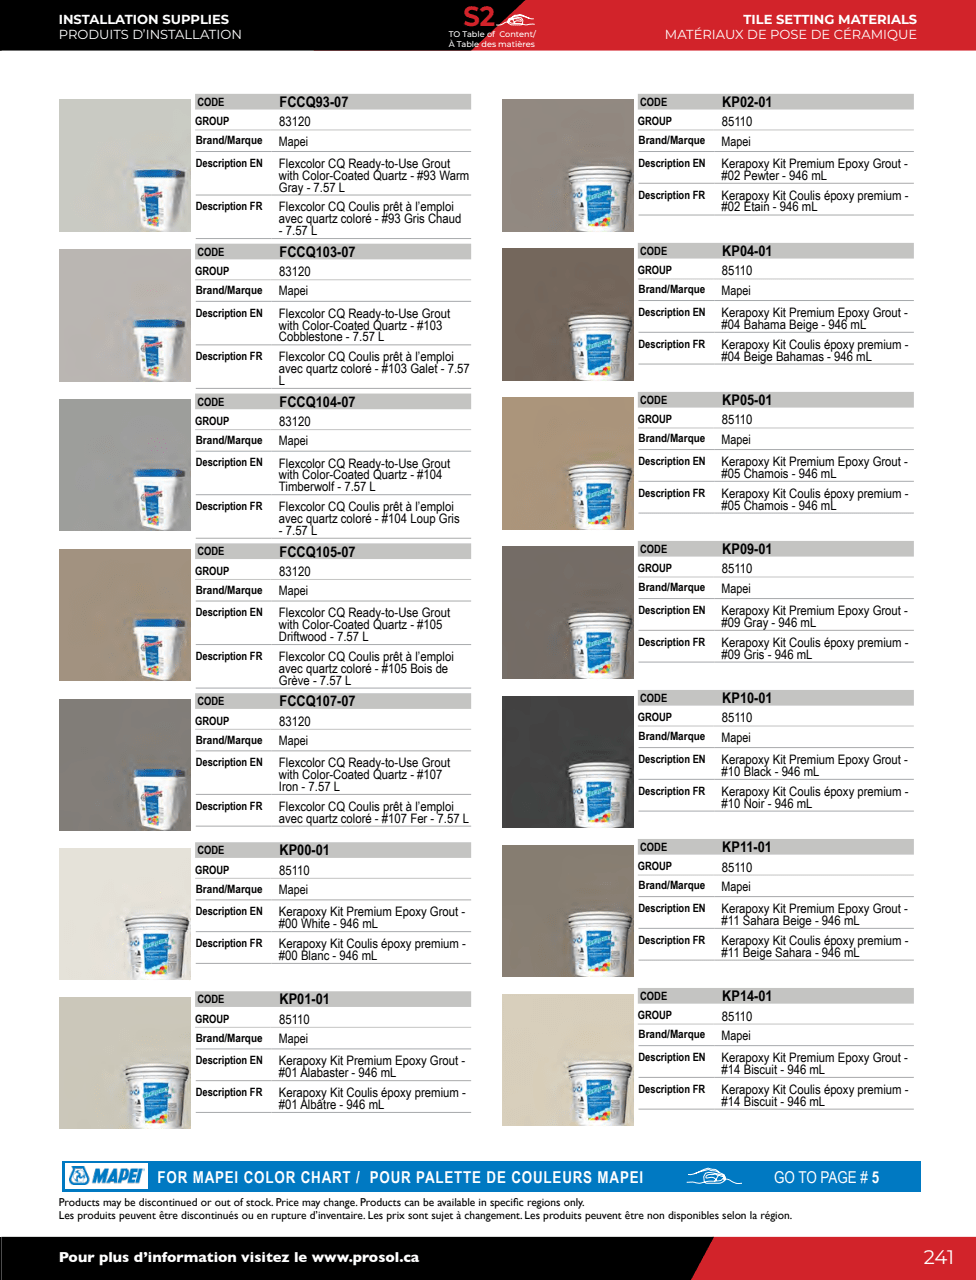 INSTALLATION SUPPLIES
PRODUITS D'INSTALLATION
S2
TO Table of Content/
À Table des matières
TILE SETTING MATERIALS
MATÉRIAUX DE POSE DE CÉRAMIQUE
CODE FCCQ93-07
GROUP 83120
Brand/Marque Mapei
Description EN Flexcolor CQ Ready-to-Use Grout
with Color-Coated Quartz - #93 Warm
Gray - 7.57 L
Description FR Flexcolor CQ Coulis prêt à l'emploi
avec quartz coloré - #93 Gris Chaud
- 7.57 L
CODE FCCQ103-07
GROUP 83120
Brand/Marque Mapei
Description EN Flexcolor CQ Ready-to-Use Grout
with Color-Coated Quartz - #103
Cobblestone - 7.57 L
Description FR Flexcolor CQ Coulis prêt à l'emploi
avec quartz coloré - #103 Galet - 7.57
L
CODE FCCQ104-07
GROUP 83120
Brand/Marque Mapei
Description EN Flexcolor CQ Ready-to-Use Grout
with Color-Coated Quartz - #104
Timberwolf - 7.57 L
Description FR Flexcolor CQ Coulis prêt à l'emploi
avec quartz coloré - #104 Loup Gris
- 7.57 L
CODE FCCQ105-07
GROUP 83120
Brand/Marque Mapei
Description EN Flexcolor CQ Ready-to-Use Grout
with Color-Coated Quartz - #105
Driftwood - 7.57 L
Description FR Flexcolor CQ Coulis prêt à l'emploi
avec quartz coloré - #105 Bois de
Grève - 7.57 L
CODE FCCQ107-07
GROUP 83120
Brand/Marque Mapei
Description EN Flexcolor CQ Ready-to-Use Grout
with Color-Coated Quartz - #107
Iron - 7.57 L
Description FR Flexcolor CQ Coulis prêt à l'emploi
avec quartz coloré - #107 Fer - 7.57 L
CODE KP00-01
GROUP 85110
Brand/Marque Mapei
Description EN Kerapoxy Kit Premium Epoxy Grout -
#00 White - 946 mL
Description FR Kerapoxy Kit Coulis époxy premium -
#00 Blanc - 946 mL
CODE KP01-01
GROUP 85110
Brand/Marque Mapei
Description EN Kerapoxy Kit Premium Epoxy Grout -
#01 Alabaster - 946 mL
Description FR Kerapoxy Kit Coulis époxy premium -
#01 Albâtre - 946 mL
CODE KP02-01
GROUP 85110
Brand/Marque Mapei
Description EN Kerapoxy Kit Premium Epoxy Grout -
#02 Pewter - 946 mL
Description FR Kerapoxy Kit Coulis époxy premium -
#02 Étain - 946 mL
CODE KP04-01
GROUP 85110
Brand/Marque Mapei
Description EN Kerapoxy Kit Premium Epoxy Grout -
#04 Bahama Beige - 946 mL
Description FR Kerapoxy Kit Coulis époxy premium -
#04 Beige Bahamas - 946 mL
CODE KP05-01
GROUP 85110
Brand/Marque Mapei
Description EN Kerapoxy Kit Premium Epoxy Grout -
#05 Chamois - 946 mL
Description FR Kerapoxy Kit Coulis époxy premium -
#05 Chamois - 946 mL
CODE KP09-01
GROUP 85110
Brand/Marque Mapei
Description EN Kerapoxy Kit Premium Epoxy Grout -
#09 Gray - 946 mL
Description FR Kerapoxy Kit Coulis époxy premium -
#09 Gris - 946 mL
CODE KP10-01
GROUP 85110
Brand/Marque Mapei
Description EN Kerapoxy Kit Premium Epoxy Grout -
#10 Black - 946 mL
Description FR Kerapoxy Kit Coulis époxy premium -
#10 Noir - 946 mL
CODE KP11-01
GROUP 85110
Brand/Marque Mapei
Description EN Kerapoxy Kit Premium Epoxy Grout -
#11 Sahara Beige - 946 mL
Description FR Kerapoxy Kit Coulis époxy premium -
#11 Beige Sahara - 946 mL
CODE KP14-01
GROUP 85110
Brand/Marque Mapei
Description EN Kerapoxy Kit Premium Epoxy Grout -
#14 Biscuit - 946 mL
Description FR Kerapoxy Kit Coulis époxy premium -
#14 Biscuit - 946 mL
MAPEI FOR MAPEI COLOR CHART / POUR PALETTE DE COULEURS MAPEI GO TO PAGE # 5
Products may be discontinued or out of stock. Price may change. Products can be available in specific regions only.
Les produits peuvent être discontinués ou en rupture d'inventaire. Les prix sont sujet à changement. Les produits peuvent être non disponibles selon la région.
Pour plus d'information visitez le www.prosol.ca
241